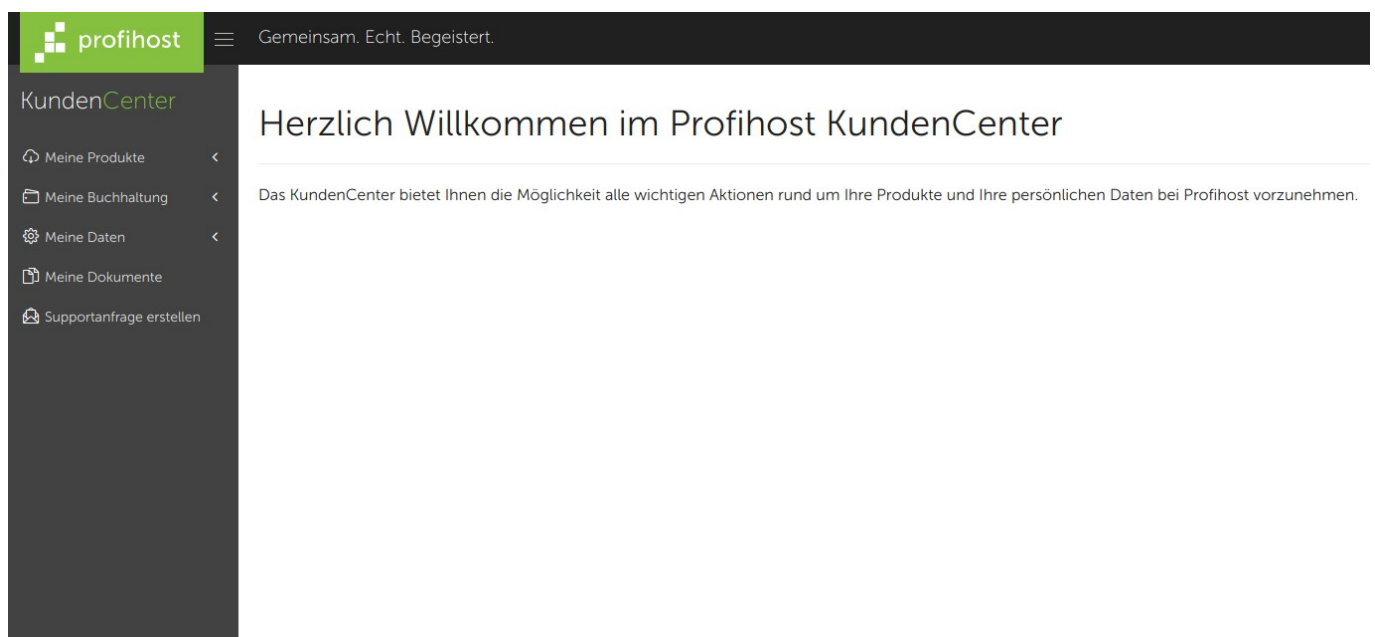 profihost
Gemeinsam. Echt. Begeistert.
KundenCenter
Meine Produkte
Meine Buchhaltung
Meine Daten
Meine Dokumente
Supportanfrage erstellen
Herzlich Willkommen im Profihost KundenCenter
Das KundenCenter bietet Ihnen die Möglichkeit alle wichtigen Aktionen rund um Ihre Produkte und Ihre persönlichen Daten bei Profihost vorzunehmen.